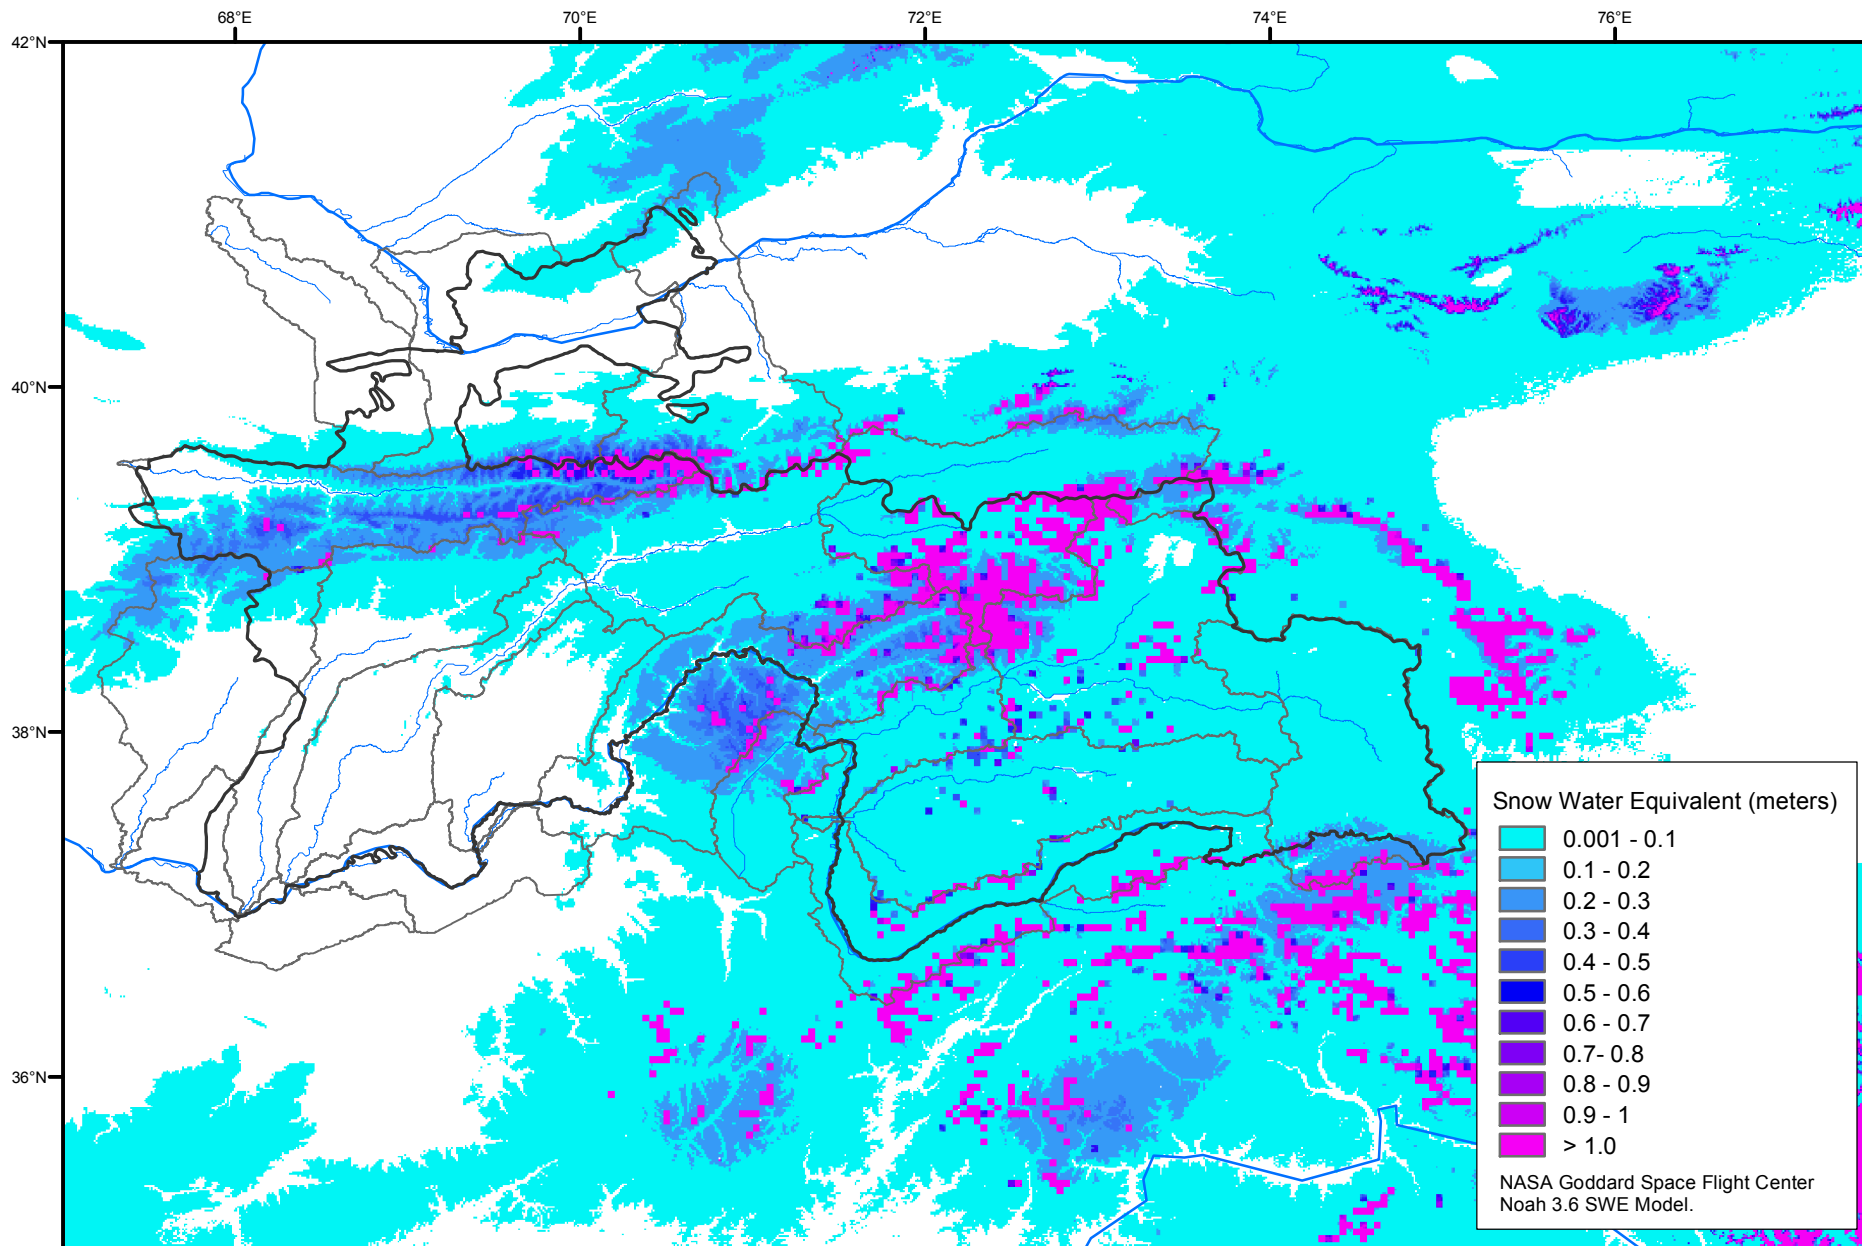 68°E
70°E
72°E
74°E
76°E
42°N
40°N
38°N
36°N
Snow Water Equivalent (meters)
0.001 - 0.1
0.1 - 0.2
0.2 - 0.3
0.3 - 0.4
0.4 - 0.5
0.5 - 0.6
0.6 - 0.7
0.7- 0.8
0.8 - 0.9
0.9 - 1
> 1.0
NASA Goddard Space Flight Center
Noah 3.6 SWE Model.